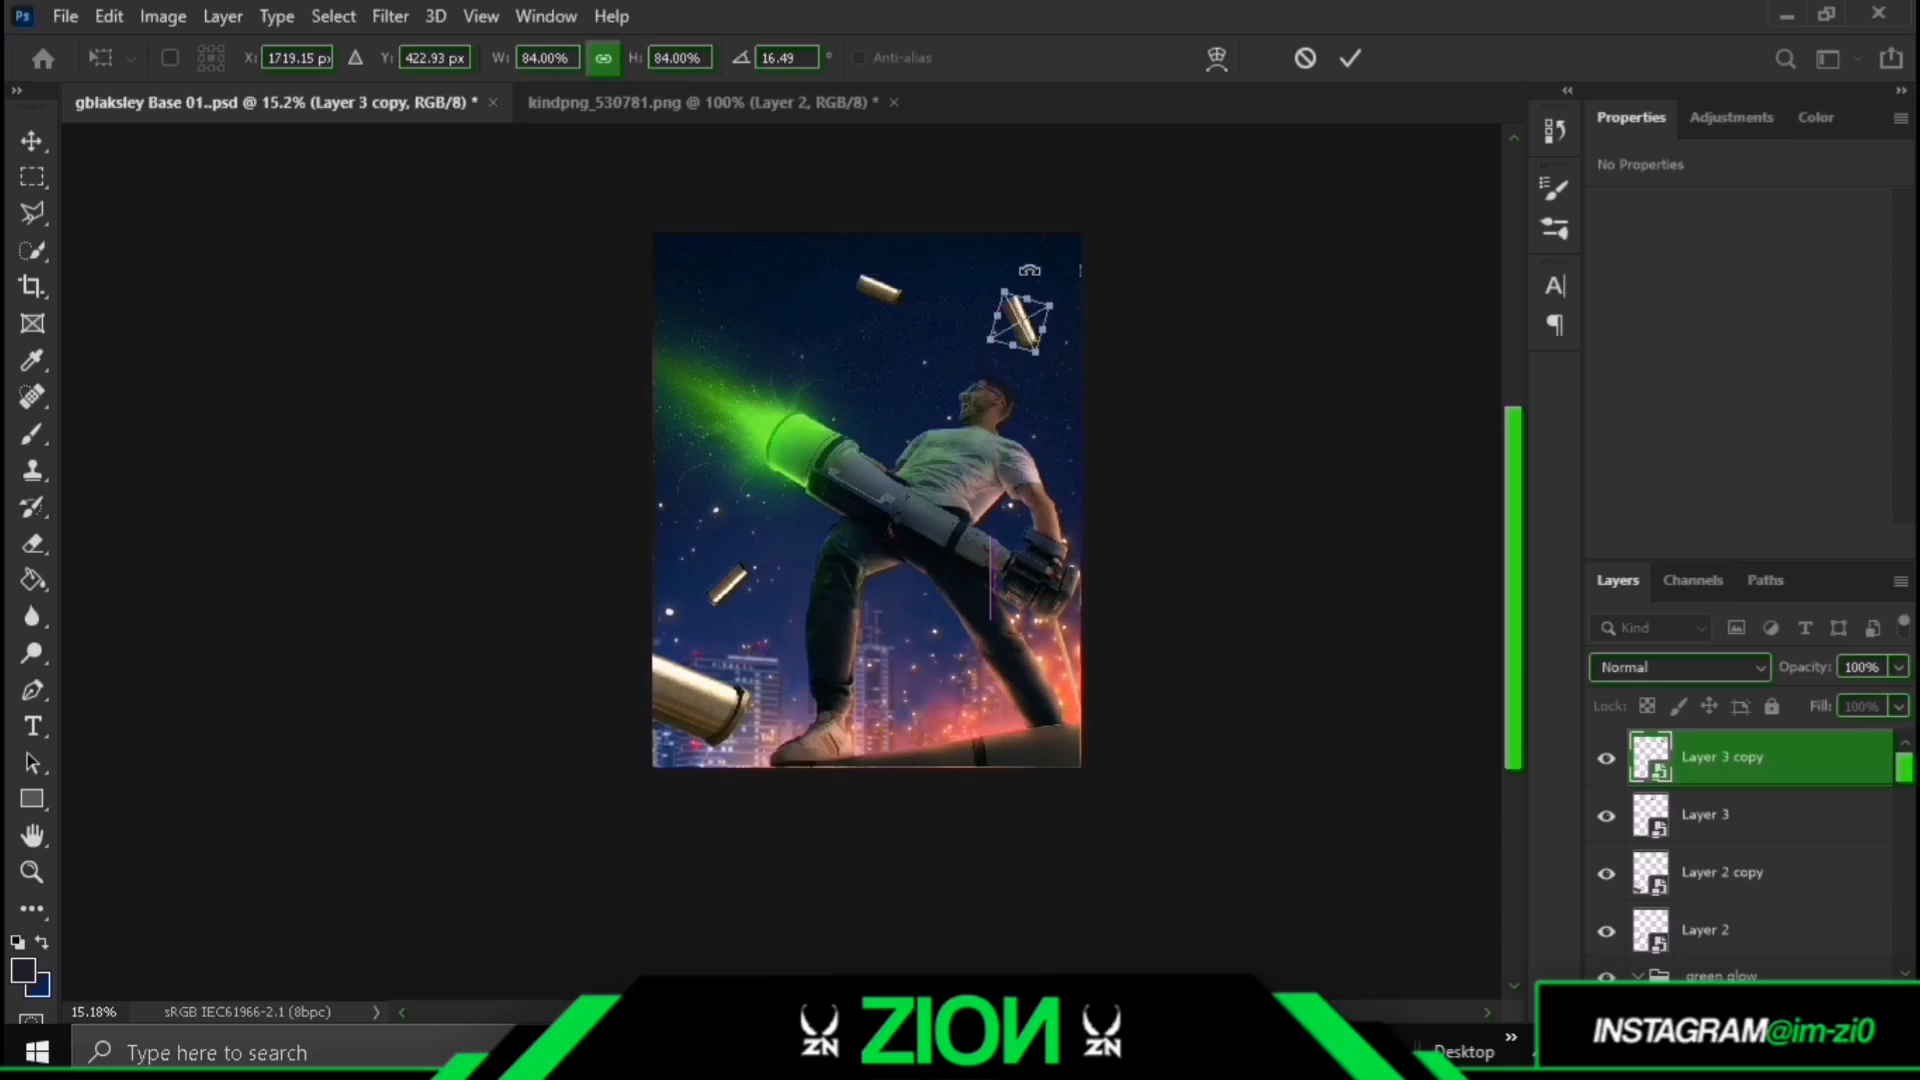 Ps File Edit Image Layer Type Select Filter 3D View Window Help
X: 1719.15 px Y: 422.93 px W: 84.00% H: 84.00% 16.49 ° Anti-alias
gblaksley Base 01..psd @ 15.2% (Layer 3 copy, RGB/8) * × kindpng_530781.png @ 100% (Layer 2, RGB/8) * ×
Properties Adjustments Color
No Properties
Layers Channels Paths
Kind
Normal Opacity: 100%
Lock: Fill: 100%
Layer 3 copy
Layer 3
Layer 2 copy
Layer 2
green glow
15.18% sRGB IEC61966-2.1 (8bpc)
Type here to search
ZN ZION ZN
Desktop
INSTAGRAM@im-zi0